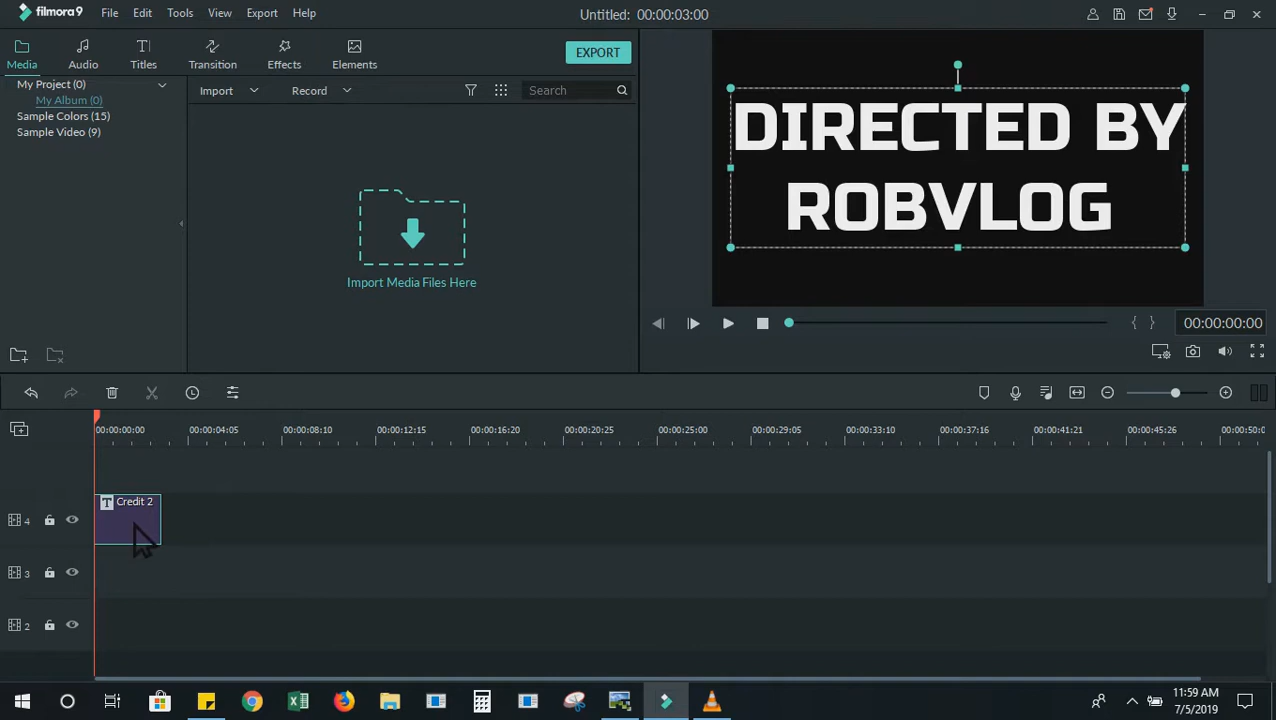 filmora9 File Edit Tools View Export Help Untitled: 00:00:03:00
Media Audio Titles Transition Effects Elements EXPORT
My Project (0)
My Album (0)
Sample Colors (15)
Sample Video (9)
Import Record Search
Import Media Files Here
DIRECTED BY
ROBVLOG
{ } 00:00:00:00
00:00:00:00 00:00:04:05 00:00:08:10 00:00:12:15 00:00:16:20 00:00:20:25 00:00:25:00 00:00:29:05 00:00:33:10 00:00:37:16 00:00:41:21 00:00:45:26 00:00:50:0
T Credit 2
4
3
2
11:59 AM
7/5/2019